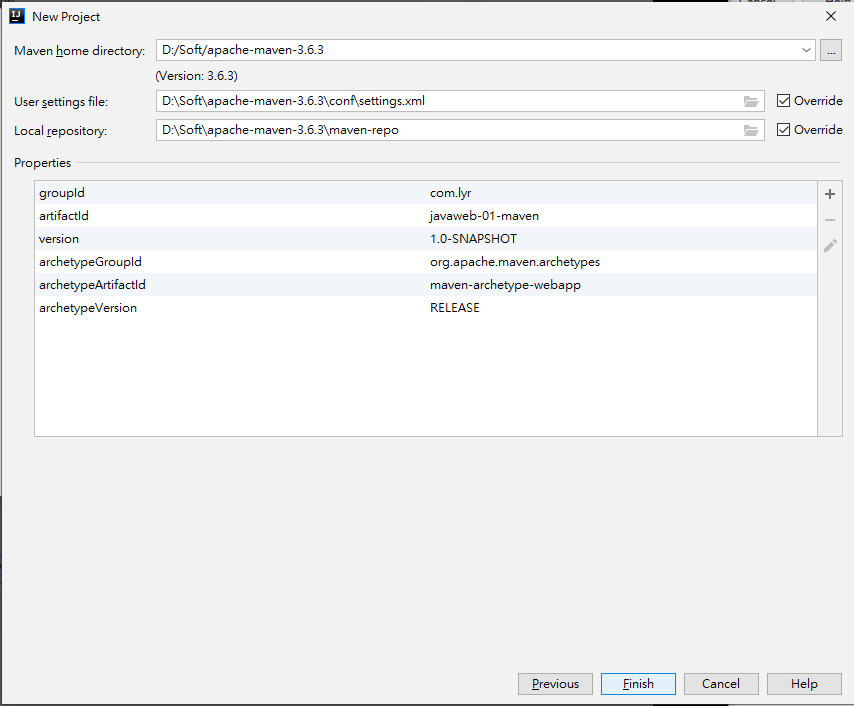 New Project
Maven home directory: D:/Soft/apache-maven-3.6.3 ...
(Version: 3.6.3)
User settings file: D:\Soft\apache-maven-3.6.3\conf\settings.xml Override
Local repository: D:\Soft\apache-maven-3.6.3\maven-repo Override
Properties
groupId com.lyr
artifactId javaweb-01-maven
version 1.0-SNAPSHOT
archetypeGroupId org.apache.maven.archetypes
archetypeArtifactId maven-archetype-webapp
archetypeVersion RELEASE
Previous Finish Cancel Help